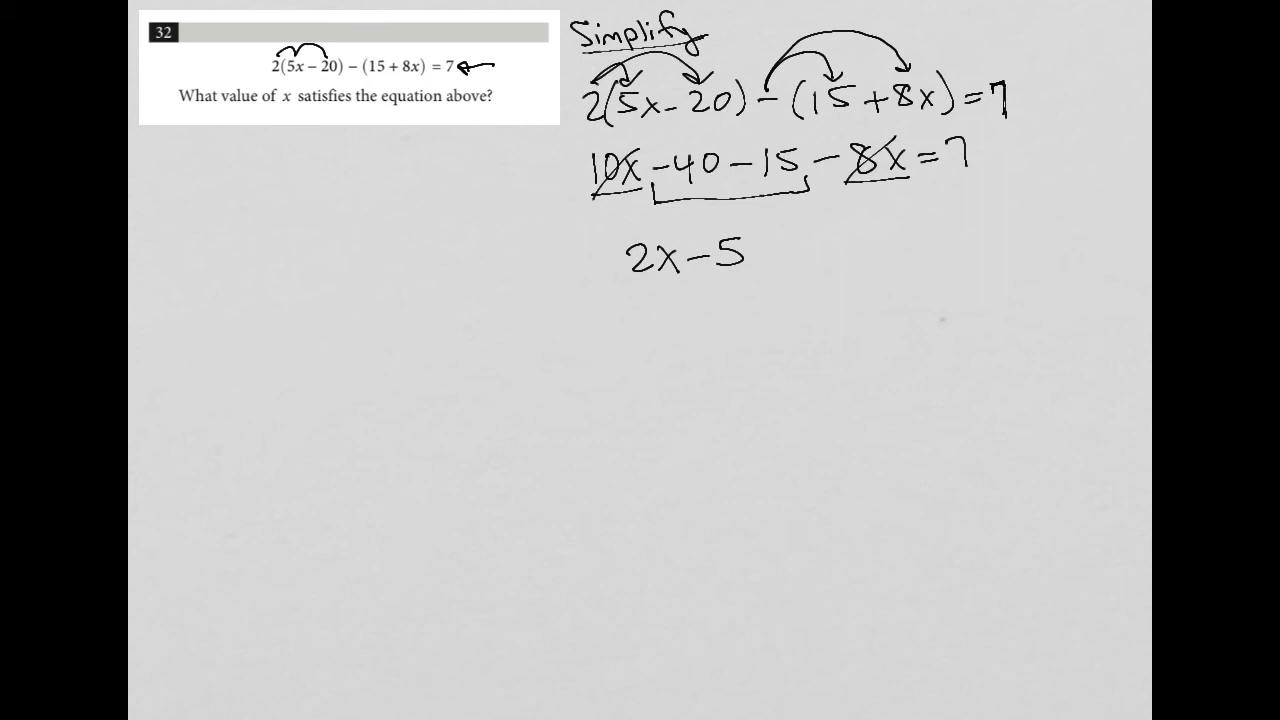 32
2(5x − 20) − (15 + 8x) = 7
What value of x satisfies the equation above?
Simplify
2(5x - 20) - (15 + 8x) = 7
10x - 40 - 15 - 8x = 7
2x - 5